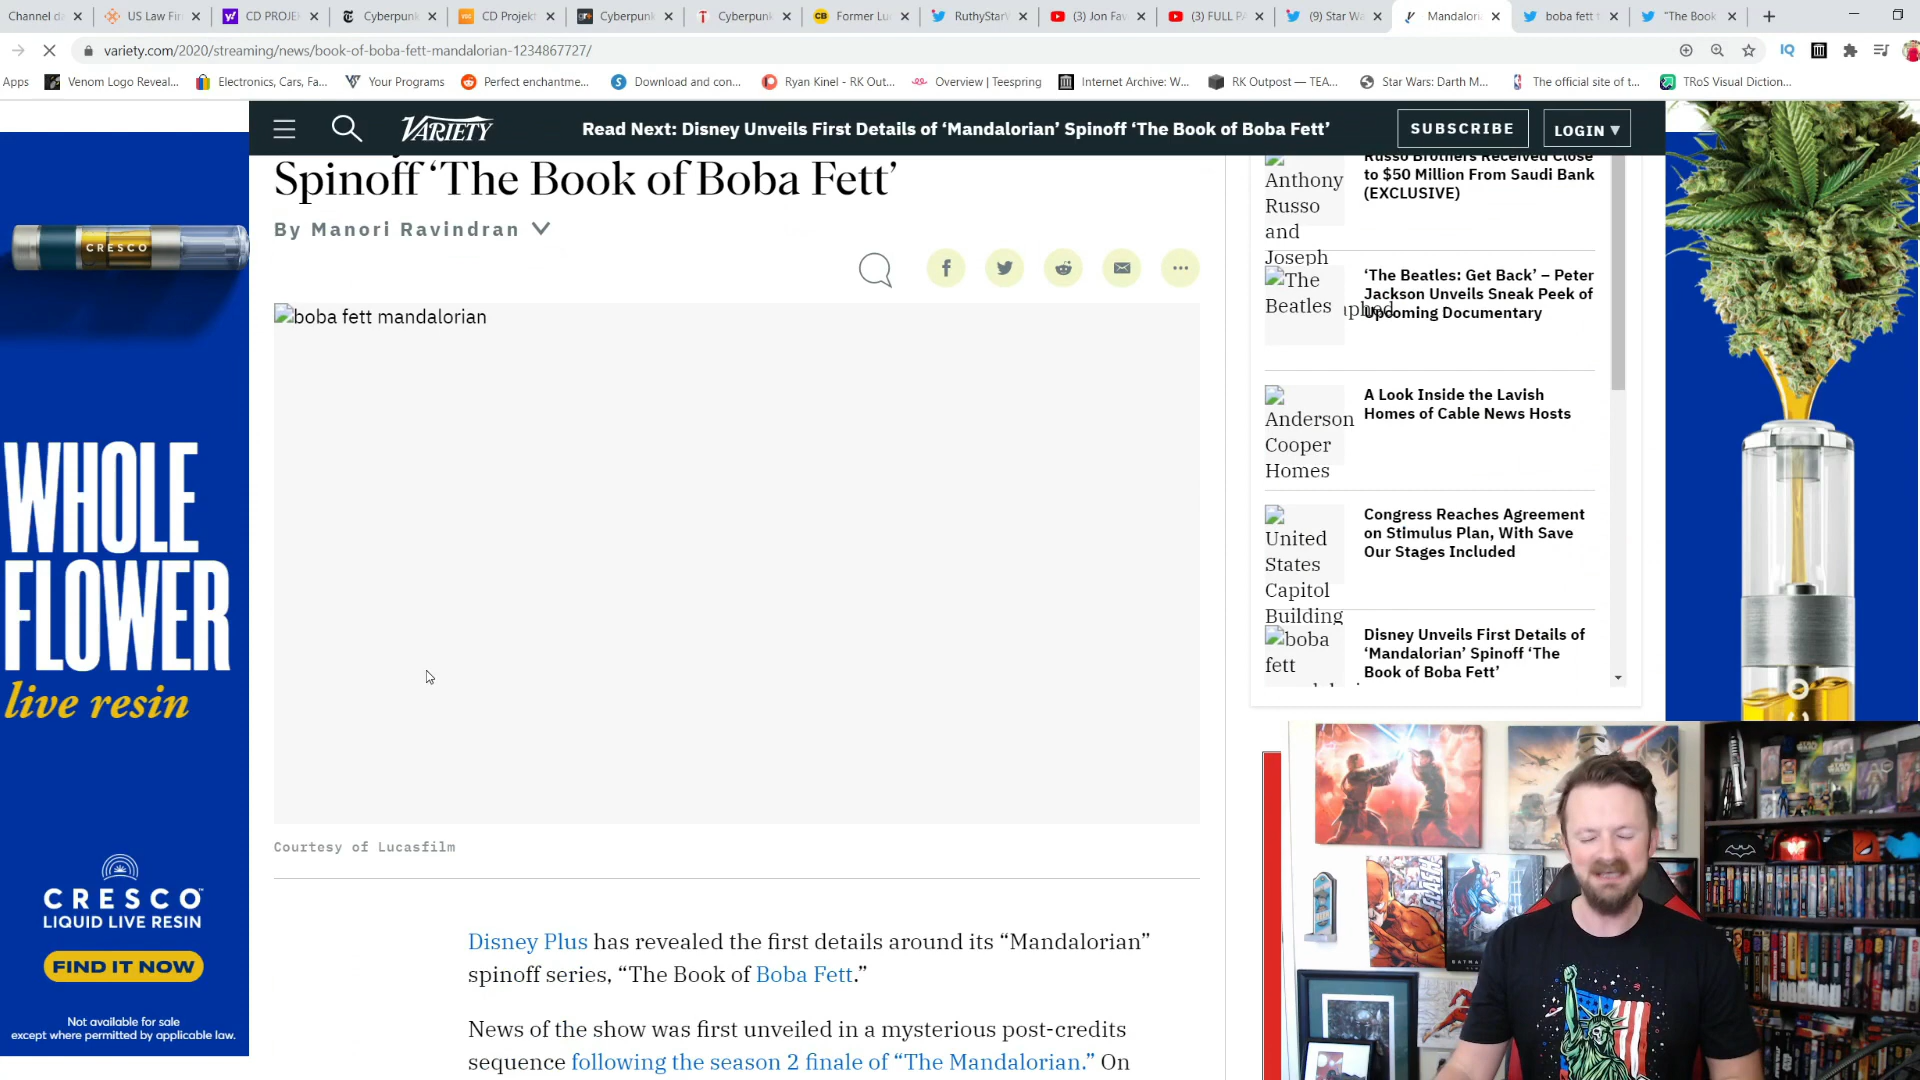 Channel da
US Law Fir
CD PROJE
Cyberpunk
CD Projekt
Cyberpunk
Cyberpunk
Former Lu
RuthyStarW
(3) Jon Fav
(3) FULL PA
(9) Star Wa
Mandalori
boba fett t
"The Book
variety.com/2020/streaming/news/book-of-boba-fett-mandalorian-1234867727/
Apps
Venom Logo Reveal...
Electronics, Cars, Fa...
Your Programs
Perfect enchantme...
Download and con...
Ryan Kinel - RK Out...
Overview | Teespring
Internet Archive: W...
RK Outpost — TEA...
Star Wars: Darth M...
The official site of t...
TRoS Visual Diction...
VARIETY
Read Next: Disney Unveils First Details of ‘Mandalorian’ Spinoff ‘The Book of Boba Fett’
SUBSCRIBE
LOGIN ▾
Spinoff ‘The Book of Boba Fett’
By Manori Ravindran
boba fett mandalorian
Courtesy of Lucasfilm
Disney Plus has revealed the first details around its “Mandalorian”
spinoff series, “The Book of Boba Fett.”
News of the show was first unveiled in a mysterious post-credits
sequence following the season 2 finale of “The Mandalorian.” On
Anthony
Russo
and
Joseph
Russo Brothers Received Close
to $50 Million From Saudi Bank
(EXCLUSIVE)
The
Beatles
‘The Beatles: Get Back’ – Peter
Jackson Unveils Sneak Peek of
Upcoming Documentary
Anderson
Cooper
Homes
A Look Inside the Lavish
Homes of Cable News Hosts
United
States
Capitol
Building
Congress Reaches Agreement
on Stimulus Plan, With Save
Our Stages Included
boba
fett
Disney Unveils First Details of
‘Mandalorian’ Spinoff ‘The
Book of Boba Fett’
CRESCO
WHOLE
FLOWER
live resin
CRESCO
LIQUID LIVE RESIN
FIND IT NOW
Not available for sale
except where permitted by applicable law.
FLASH
BATMAN